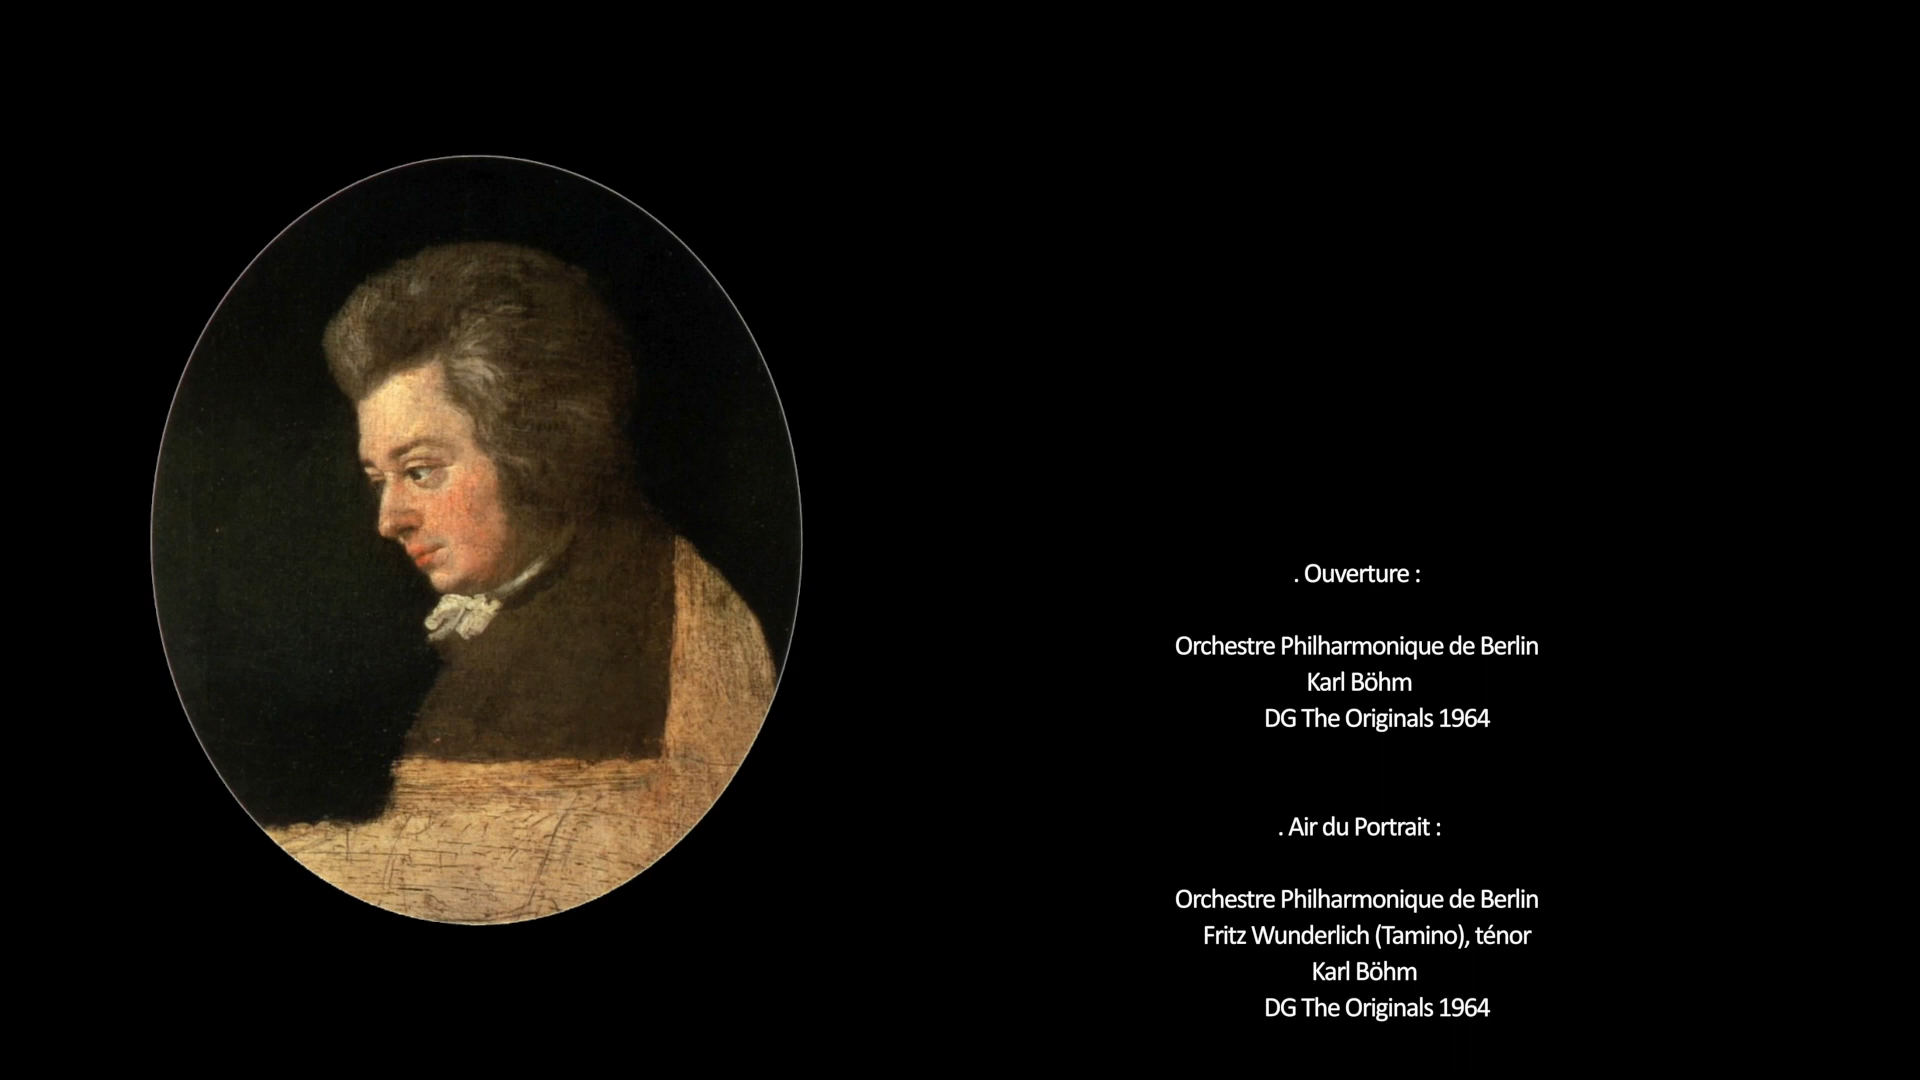 . Ouverture :
Orchestre Philharmonique de Berlin
Karl Böhm
DG The Originals 1964
. Air du Portrait :
Orchestre Philharmonique de Berlin
Fritz Wunderlich (Tamino), ténor
Karl Böhm
DG The Originals 1964